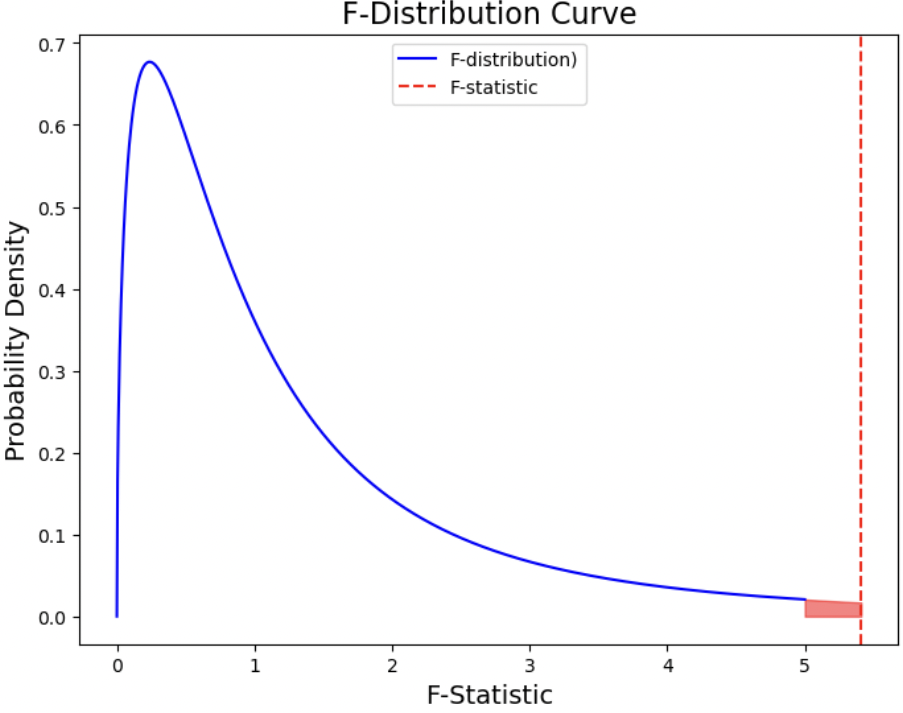 F-Distribution Curve
F-distribution)
F-statistic
Probability Density
0.7
0.6
0.5
0.4
0.3
0.2
0.1
0.0
0 1 2 3 4 5
F-Statistic